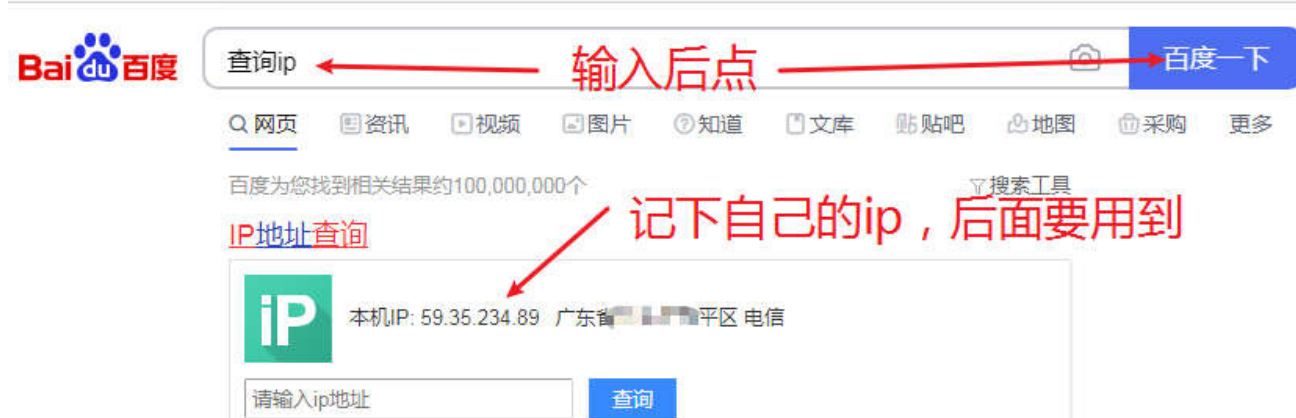 Bai du 百度 查询ip 输入后点 百度一下
网页 资讯 视频 图片 知道 文库 贴 贴吧 地图 采购 更多
百度为您找到相关结果约100,000,000个 搜索工具
记下自己的ip，后面要用到
IP地址查询
iP 本机IP: 59.35.234.89 广东省 平区 电信
请输入ip地址 查询